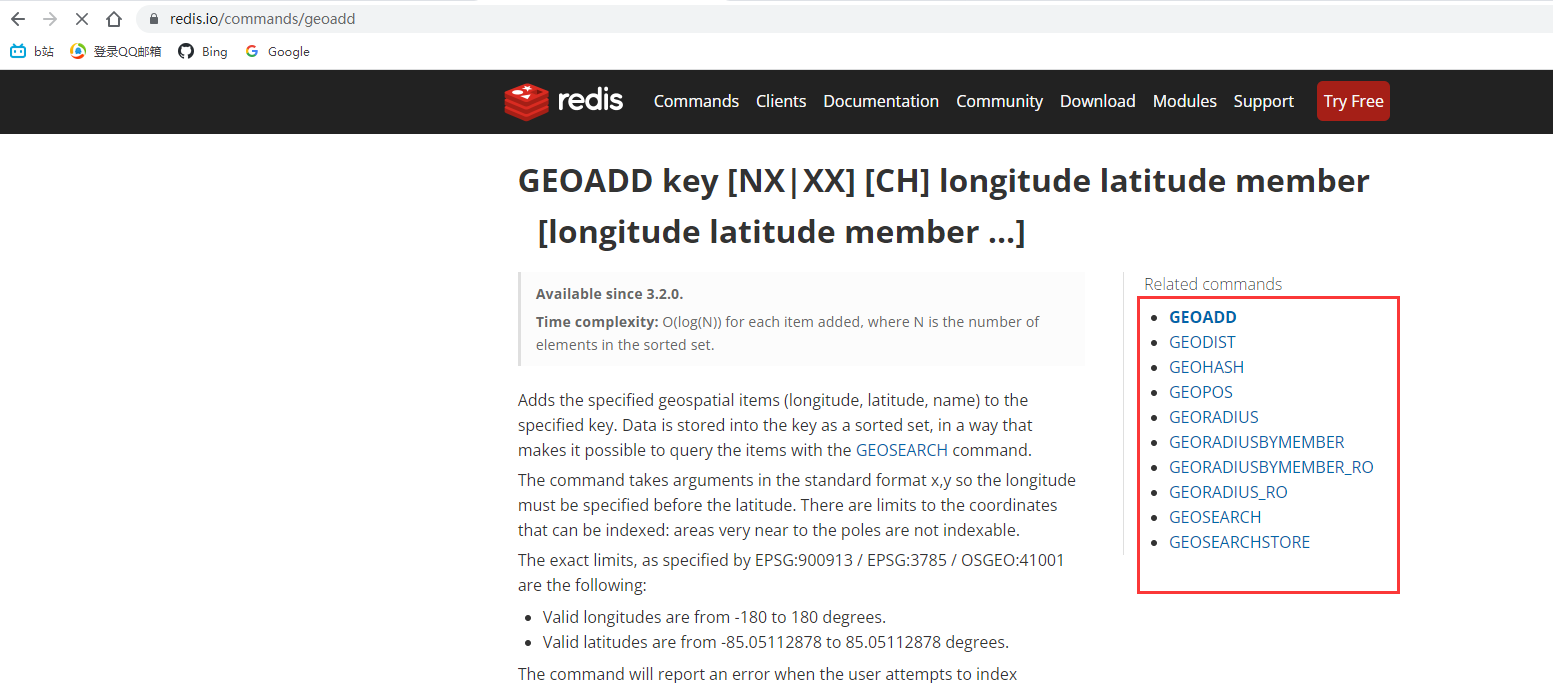 redis.io/commands/geoadd
b站 登录QQ邮箱 Bing Google
redis Commands Clients Documentation Community Download Modules Support Try Free
GEOADD key [NX|XX] [CH] longitude latitude member
[longitude latitude member ...]
Available since 3.2.0.
Time complexity: O(log(N)) for each item added, where N is the number of
elements in the sorted set.
Adds the specified geospatial items (longitude, latitude, name) to the
specified key. Data is stored into the key as a sorted set, in a way that
makes it possible to query the items with the GEOSEARCH command.
The command takes arguments in the standard format x,y so the longitude
must be specified before the latitude. There are limits to the coordinates
that can be indexed: areas very near to the poles are not indexable.
The exact limits, as specified by EPSG:900913 / EPSG:3785 / OSGEO:41001
are the following:
• Valid longitudes are from -180 to 180 degrees.
• Valid latitudes are from -85.05112878 to 85.05112878 degrees.
The command will report an error when the user attempts to index
Related commands
• GEOADD
• GEODIST
• GEOHASH
• GEOPOS
• GEORADIUS
• GEORADIUSBYMEMBER
• GEORADIUSBYMEMBER_RO
• GEORADIUS_RO
• GEOSEARCH
• GEOSEARCHSTORE